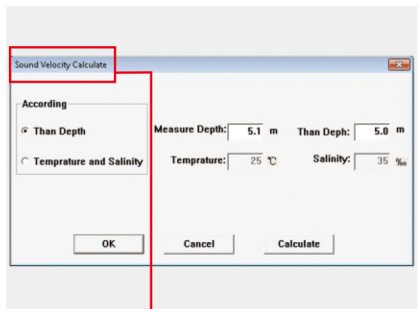 Sound Velocity Calculate
According
Than Depth
Measure Depth: 5.1 m Than Deph: 5.0 m
Temprature and Salinity
Temprature: 25 ℃ Salinity: 35 ‰
OK Cancel Calculate